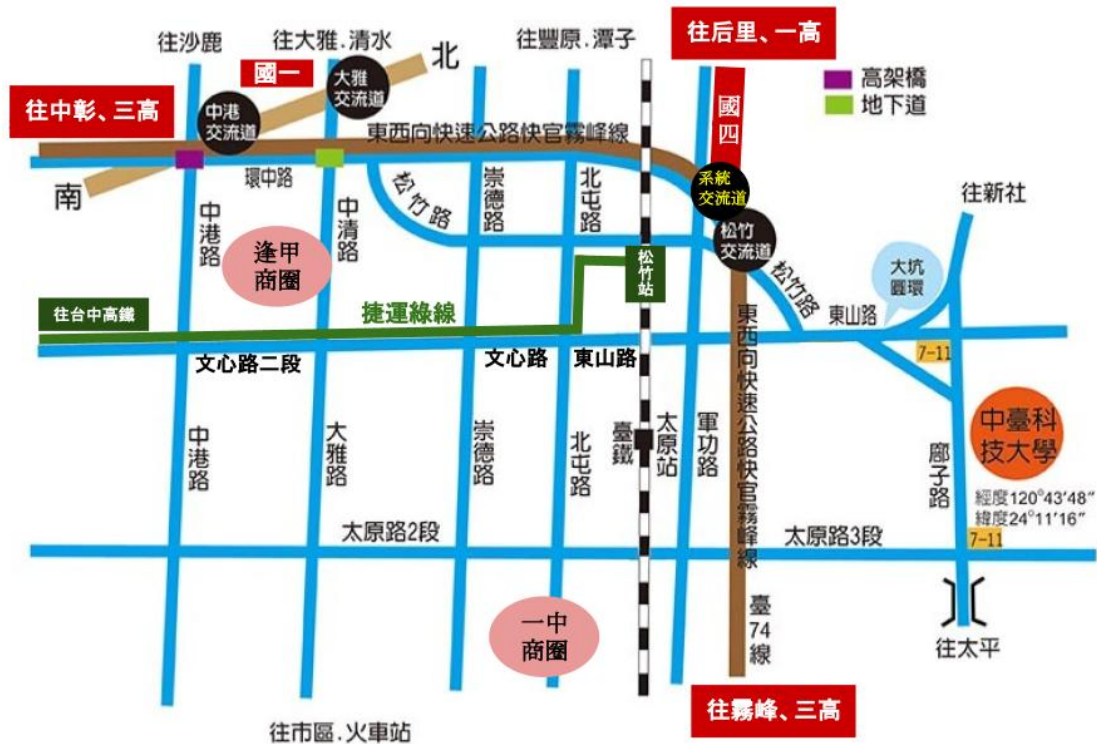 往沙鹿
往大雅.清水
北
往豐原.潭子
往后里、一高
國一
大雅
交流道
高架橋
地下道
往中彰、三高
中港
交流道
國四
東西向快速公路快官霧峰線
南
環中路
系統
交流道
松竹路
崇德路
北屯路
往新社
中港路
中清路
松竹
交流道
逢甲
商圈
松竹站
松竹路
大坑
圓環
往台中高鐵
捷運綠線
東山路
文心路二段
文心路
東山路
7-11
東西向快速公路快官霧峰線
中港路
大雅路
崇德路
北屯路
臺鐵
太原站
軍功路
中臺科
技大學
廍子路
經度120°43'48"
緯度24°11'16"
太原路2段
太原路3段
7-11
一中
商圈
臺74線
往太平
往霧峰、三高
往市區.火車站